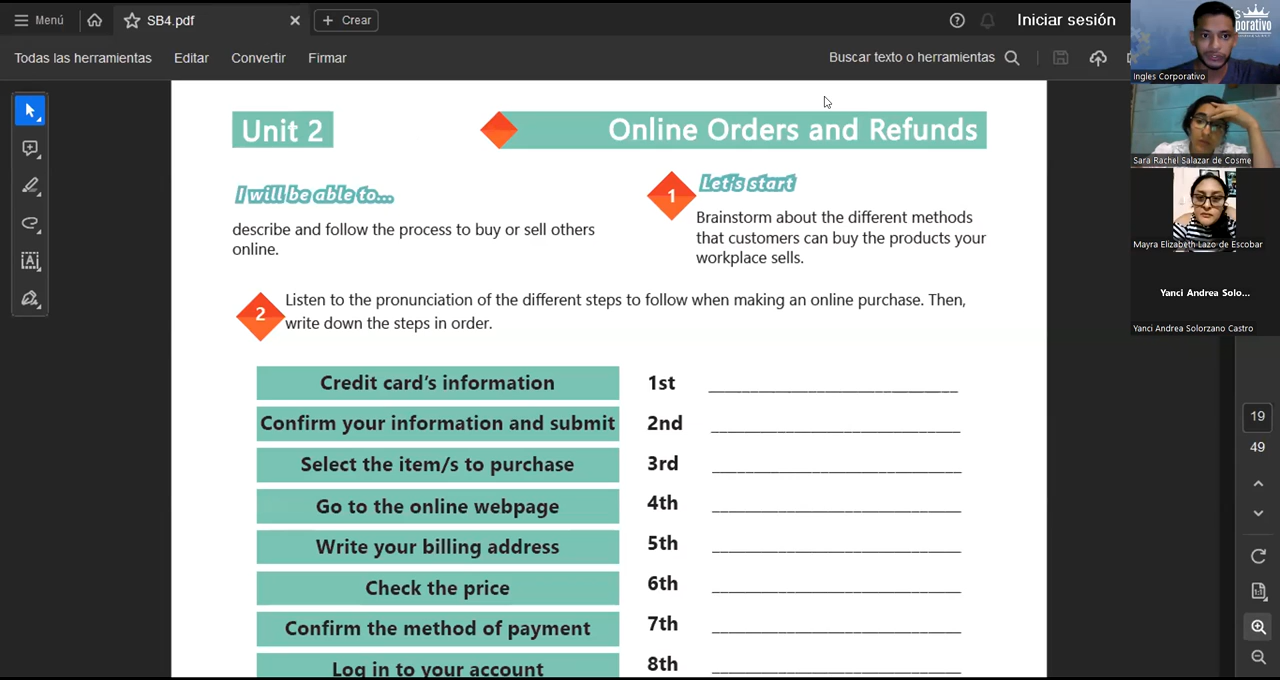 Menú
SB4.pdf
Crear
Iniciar sesión
Todas las herramientas
Editar
Convertir
Firmar
Buscar texto o herramientas
Unit 2
Online Orders and Refunds
I will be able to...
describe and follow the process to buy or sell others
online.
1
Let's start
Brainstorm about the different methods
that customers can buy the products your
workplace sells.
2
Listen to the pronunciation of the different steps to follow when making an online purchase. Then,
write down the steps in order.
Credit card's information
1st
Confirm your information and submit
2nd
Select the item/s to purchase
3rd
Go to the online webpage
4th
Write your billing address
5th
Check the price
6th
Confirm the method of payment
7th
Log in to your account
8th
Ingles Corporativo
Sara Rachel Salazar de Cosme
Mayra Elizabeth Lazo de Escobar
Yanci Andrea Solo...
Yanci Andrea Solorzano Castro
19
49